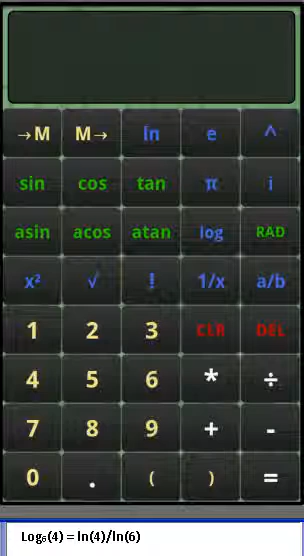 →M M→ ln e ^
sin cos tan π i
asin acos atan log RAD
x² √ ! 1/x a/b
1 2 3 CLR DEL
4 5 6 * ÷
7 8 9 + -
0 . ( ) =
Log₆(4) = ln(4)/ln(6)